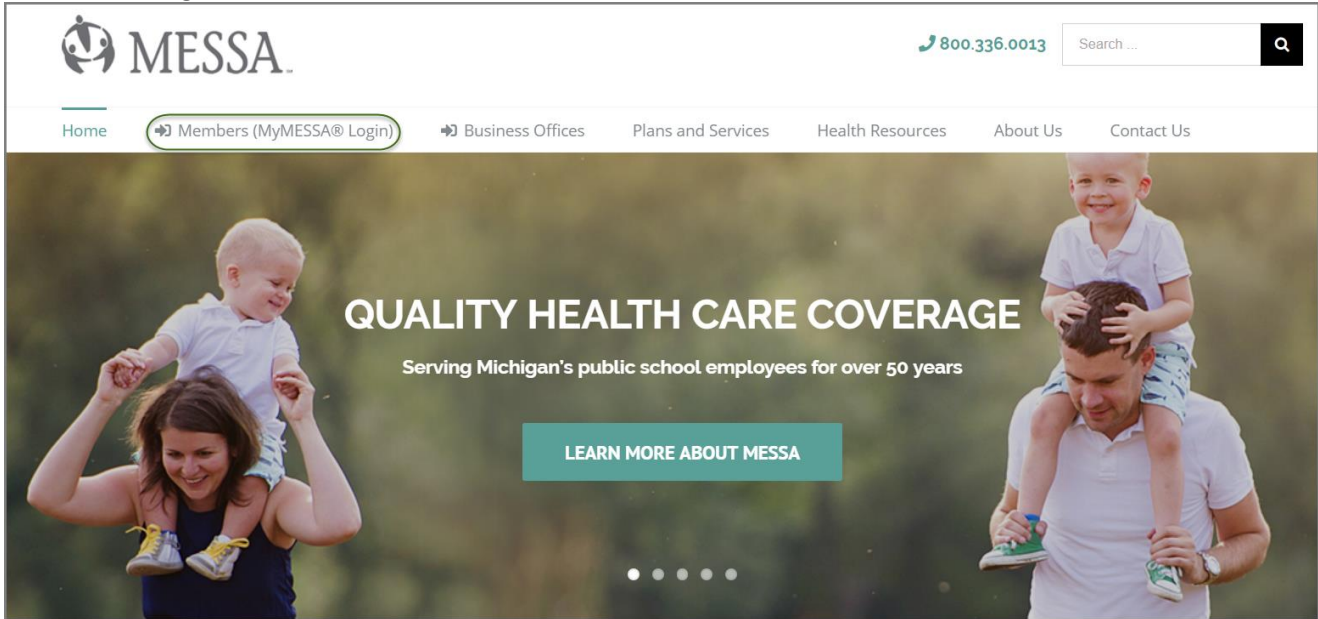 MESSA
800.336.0013
Search ...
Home
Members (MyMESSA® Login)
Business Offices
Plans and Services
Health Resources
About Us
Contact Us
QUALITY HEALTH CARE COVERAGE
Serving Michigan's public school employees for over 50 years
LEARN MORE ABOUT MESSA